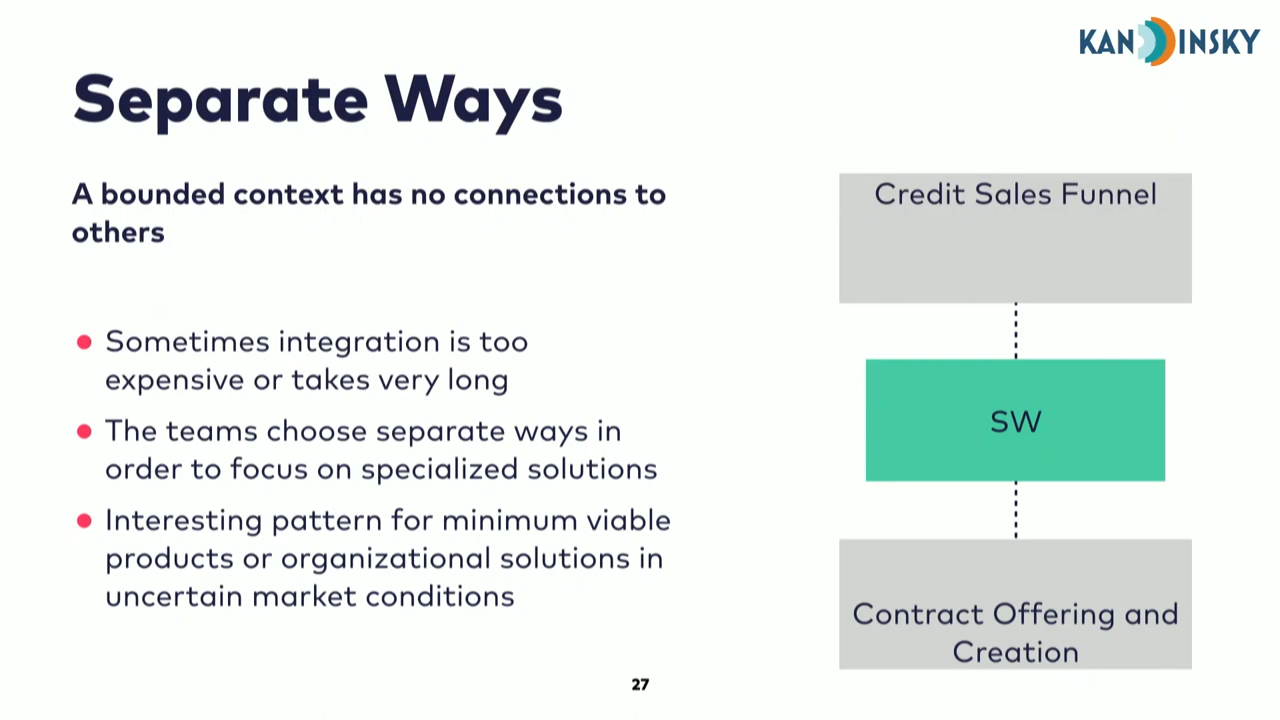 KANDDINSKY
Separate Ways
A bounded context has no connections to
others
Sometimes integration is too
expensive or takes very long
The teams choose separate ways in
order to focus on specialized solutions
Interesting pattern for minimum viable
products or organizational solutions in
uncertain market conditions
Credit Sales Funnel
SW
Contract Offering and
Creation
27